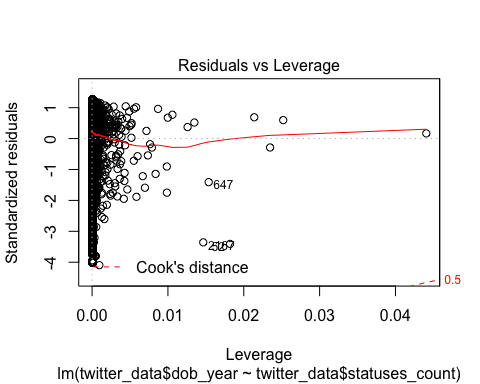 Residuals vs Leverage
Standardized residuals
1
0
-1
-2
-3
-4
647
Cook's distance
0.5
0.00
0.01
0.02
0.03
0.04
Leverage
lm(twitter_data$dob_year ~ twitter_data$statuses_count)